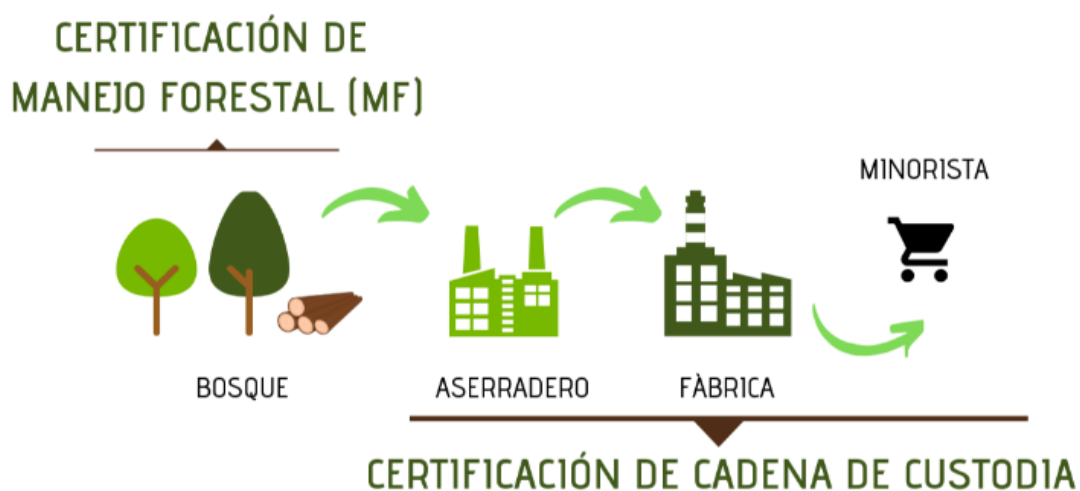 CERTIFICACIÓN DE
MANEJO FORESTAL (MF)
MINORISTA
BOSQUE
ASERRADERO
FÀBRICA
CERTIFICACIÓN DE CADENA DE CUSTODIA